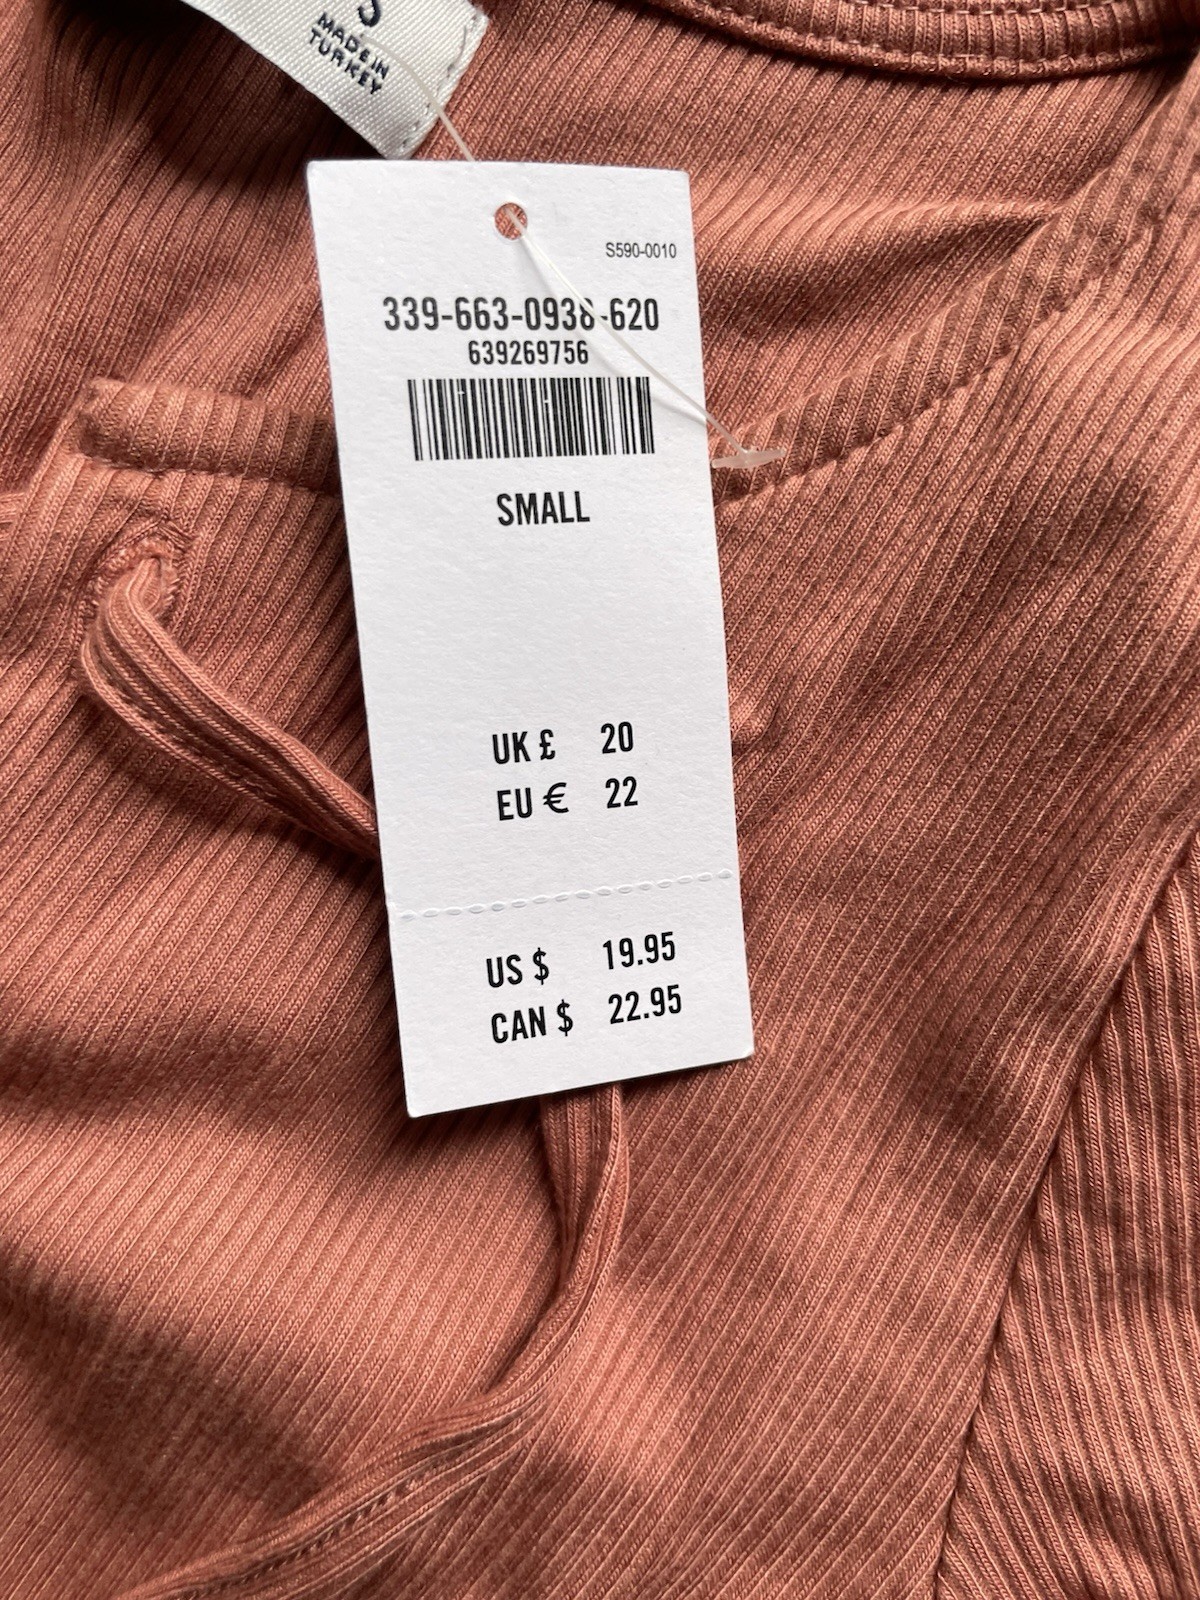 MADE IN
TURKEY
S590-0010
339-663-0938-620
639269756
SMALL
UK £ 20
EU € 22
US $ 19.95
CAN $ 22.95